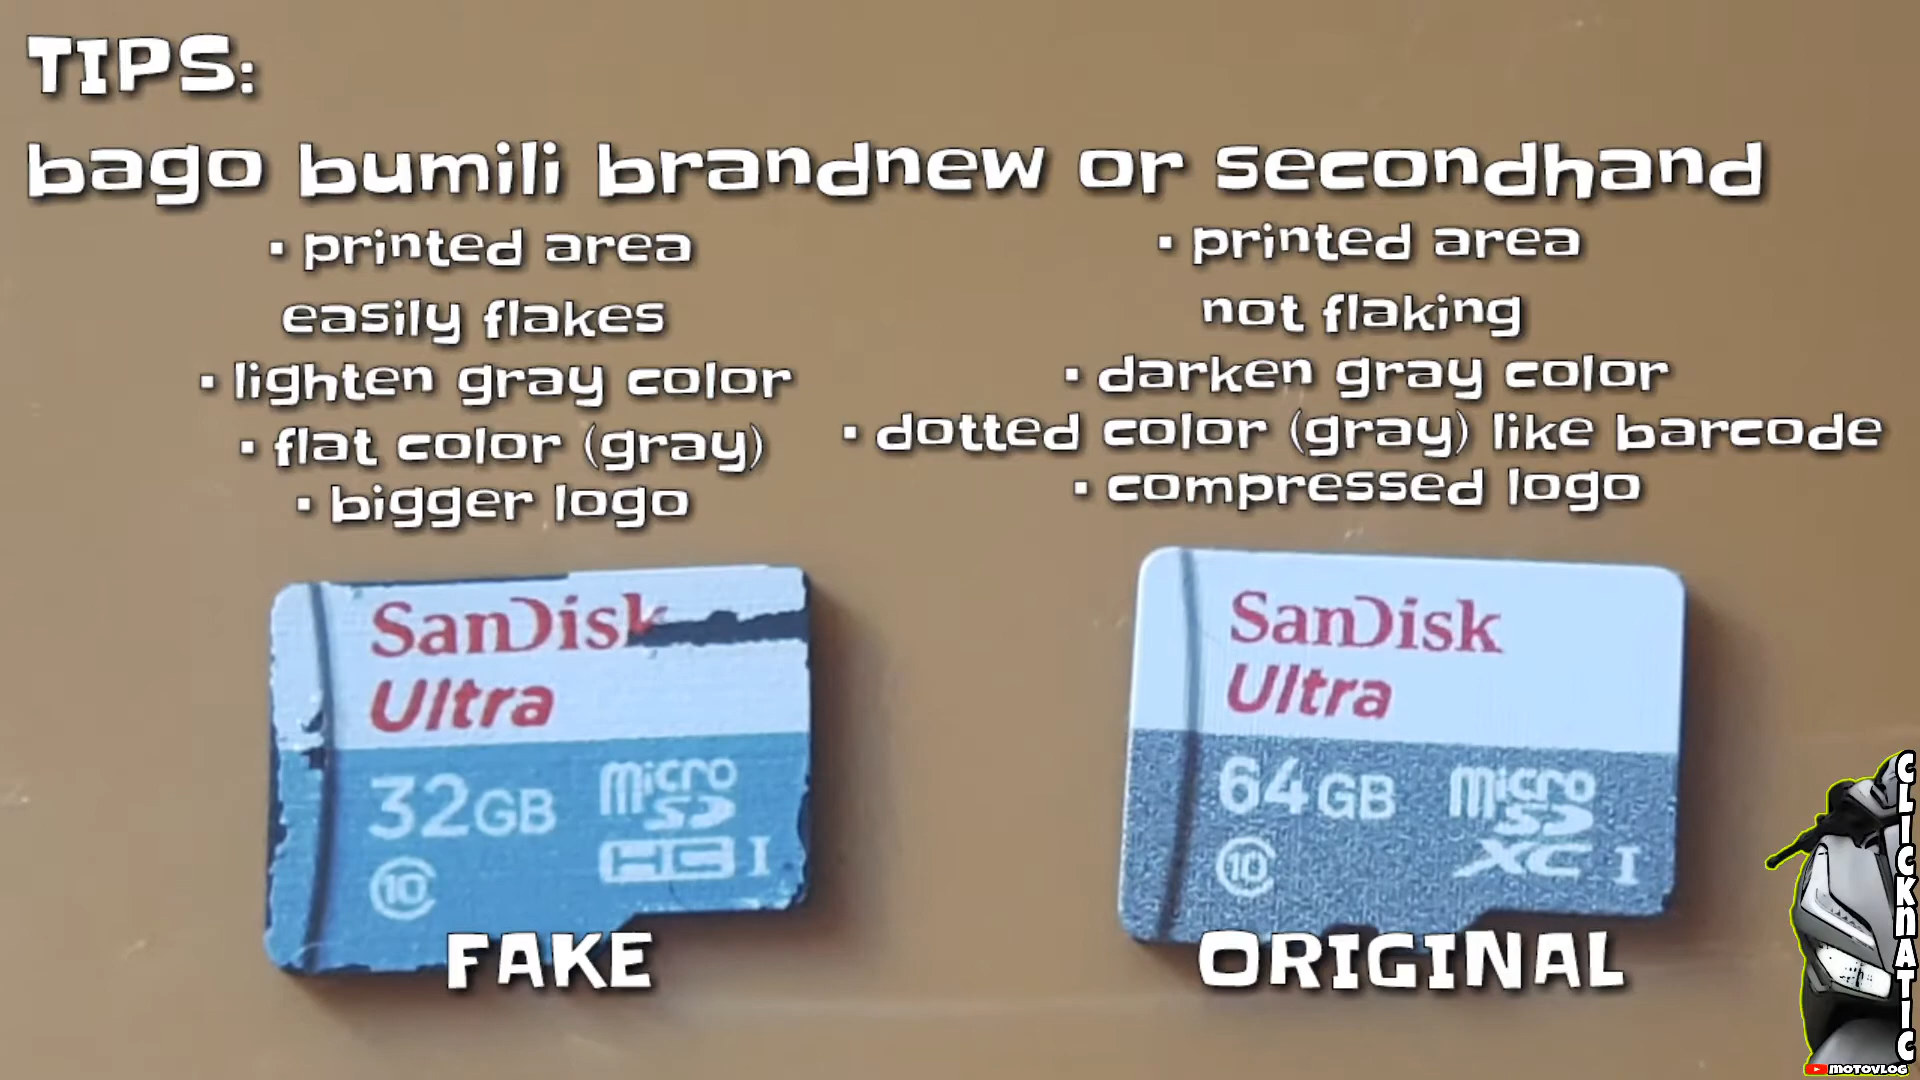 TIPS:
bago bumili brandnew or secondhand
▪ printed area
easily flakes
▪ lighten gray color
▪ flat color (gray)
▪ bigger logo
▪ printed area
not flaking
▪ darken gray color
▪ dotted color (gray) like barcode
▪ compressed logo
SanDisk
Ultra
32GB
micro
SD
HC I
10
FAKE
SanDisk
Ultra
64GB
micro
SD
XC I
10
ORIGINAL
CLICKNATIC
MOTOVLOG